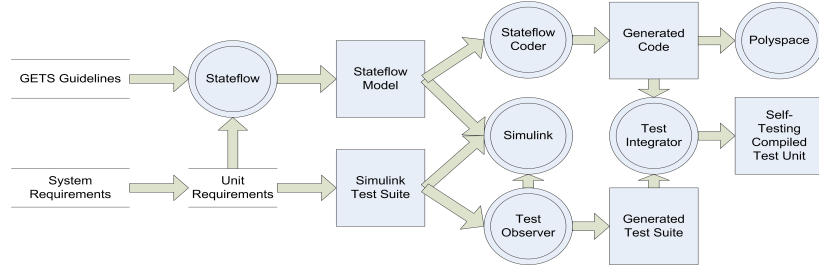 GETS Guidelines
Stateflow
Stateflow
Model
Stateflow
Coder
Generated
Code
Polyspace
Simulink
Test
Integrator
Self-
Testing
Compiled
Test Unit
System
Requirements
Unit
Requirements
Simulink
Test Suite
Test
Observer
Generated
Test Suite